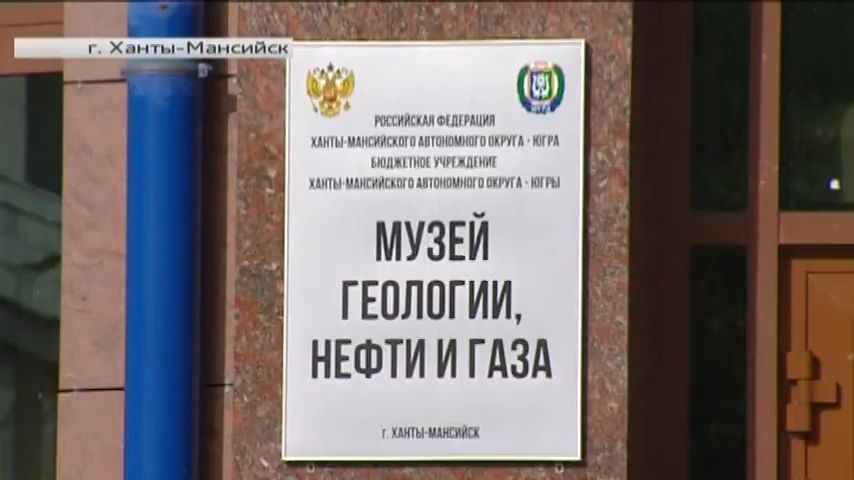 г. Ханты-Мансийск
РОССИЙСКАЯ ФЕДЕРАЦИЯ
ХАНТЫ-МАНСИЙСКОГО АВТОНОМНОГО ОКРУГА - ЮГРА
БЮДЖЕТНОЕ УЧРЕЖДЕНИЕ
ХАНТЫ-МАНСИЙСКОГО АВТОНОМНОГО ОКРУГА - ЮГРЫ
МУЗЕЙ
ГЕОЛОГИИ,
НЕФТИ И ГАЗА
г. ХАНТЫ-МАНСИЙСК